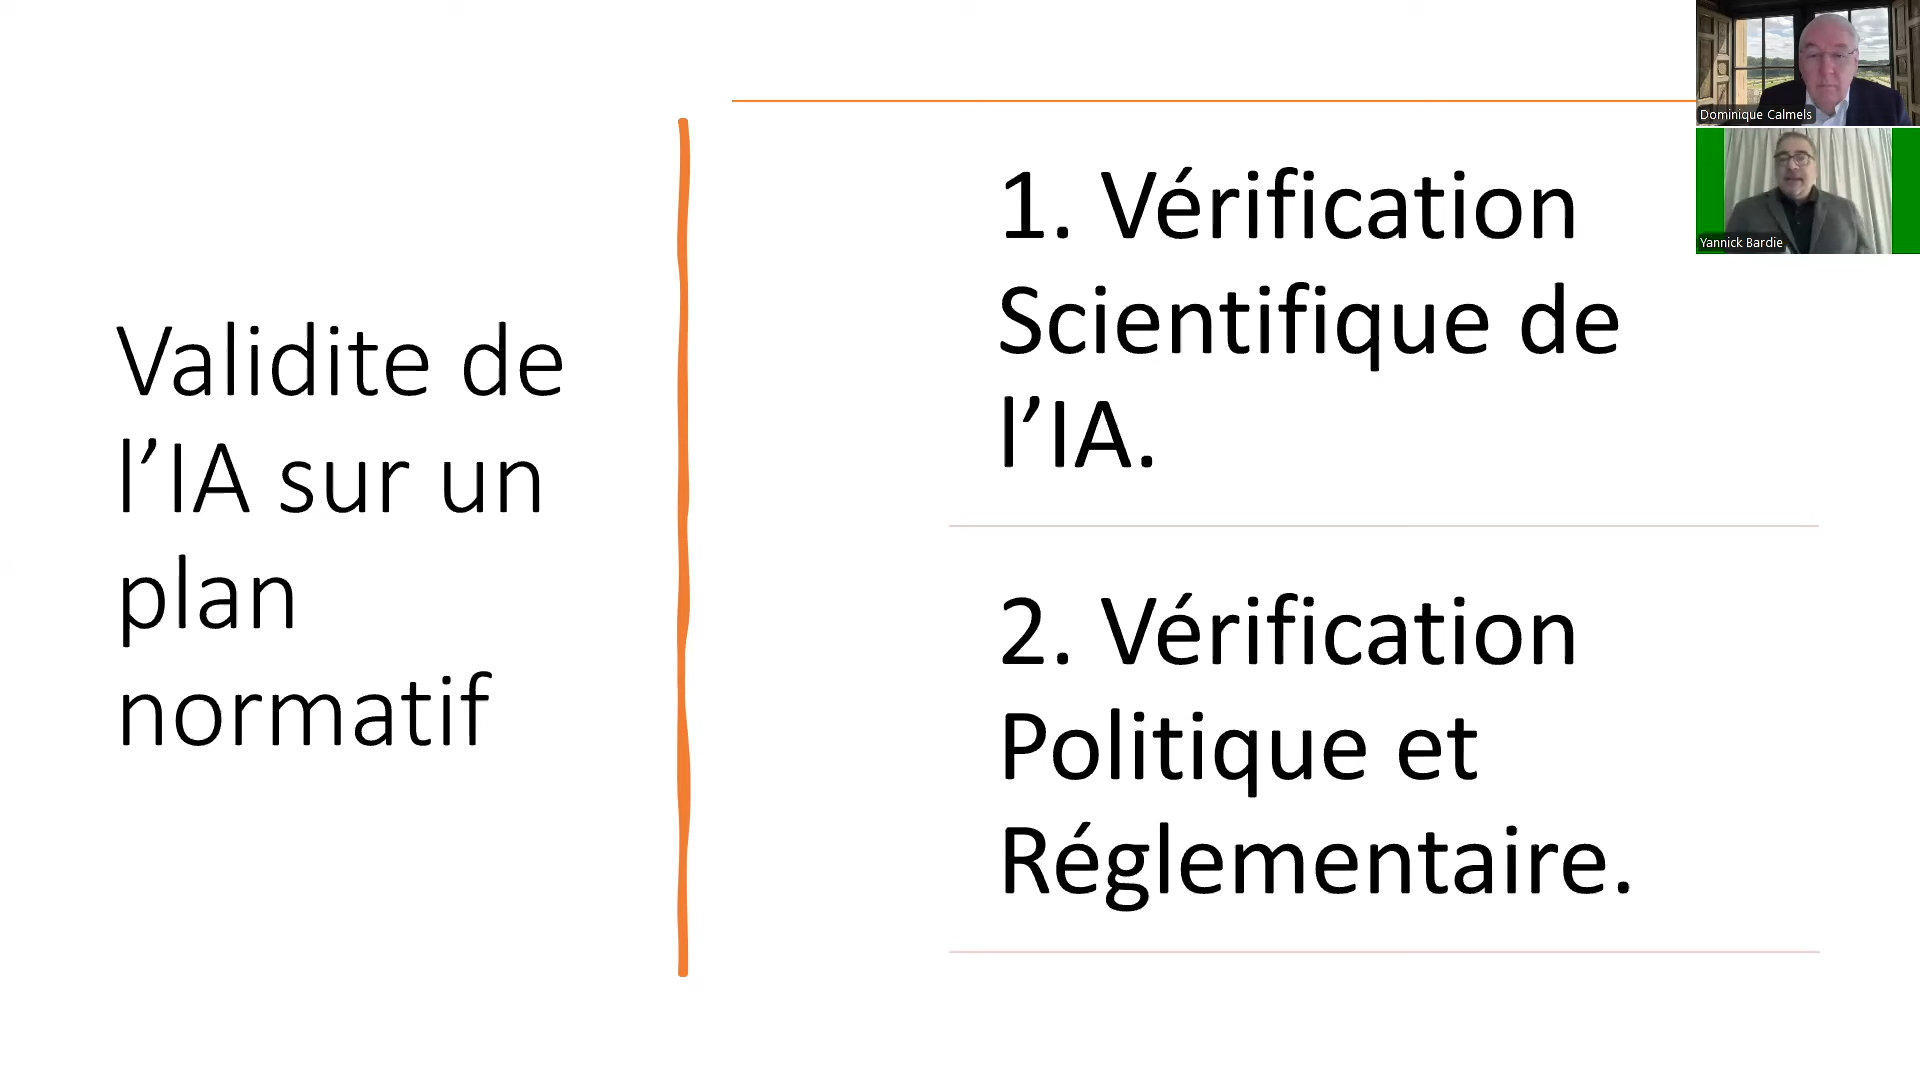 Validite de
l’IA sur un
plan
normatif
1. Vérification
Scientifique de
l’IA.
2. Vérification
Politique et
Réglementaire.
Dominique Calmels
Yannick Bardie